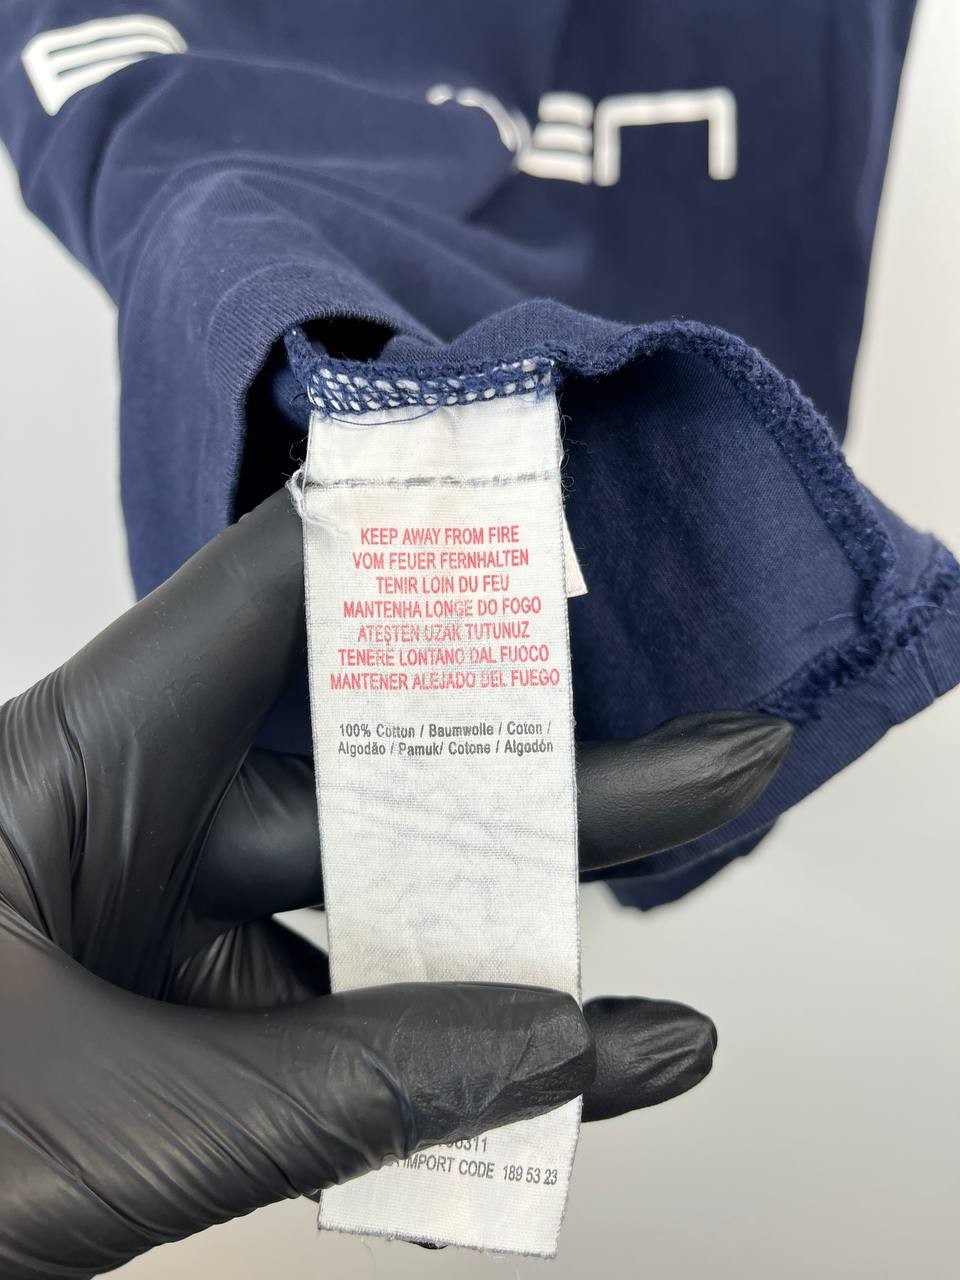 KEEP AWAY FROM FIRE
VOM FEUER FERNHALTEN
TENIR LOIN DU FEU
MANTENHA LONGE DO FOGO
ATEŞTEN UZAK TUTUNUZ
TENERE LONTANO DAL FUOCO
MANTENER ALEJADO DEL FUEGO
100% Cotton / Baumwolle / Coton /
Algodão / Pamuk/ Cotone / Algodón
IMPORT CODE 189 53 23